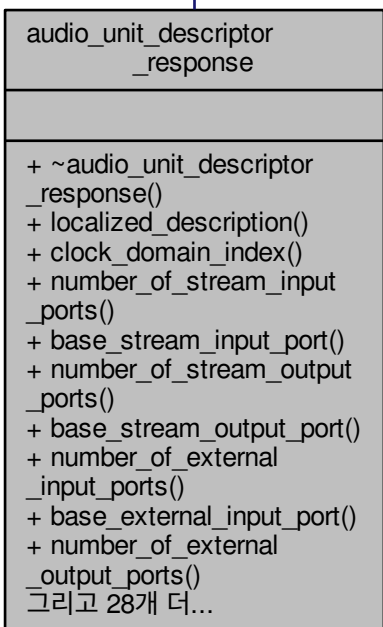 audio_unit_descriptor
_response
+ ~audio_unit_descriptor
_response()
+ localized_description()
+ clock_domain_index()
+ number_of_stream_input
_ports()
+ base_stream_input_port()
+ number_of_stream_output
_ports()
+ base_stream_output_port()
+ number_of_external
_input_ports()
+ base_external_input_port()
+ number_of_external
_output_ports()
그리고 28개 더...